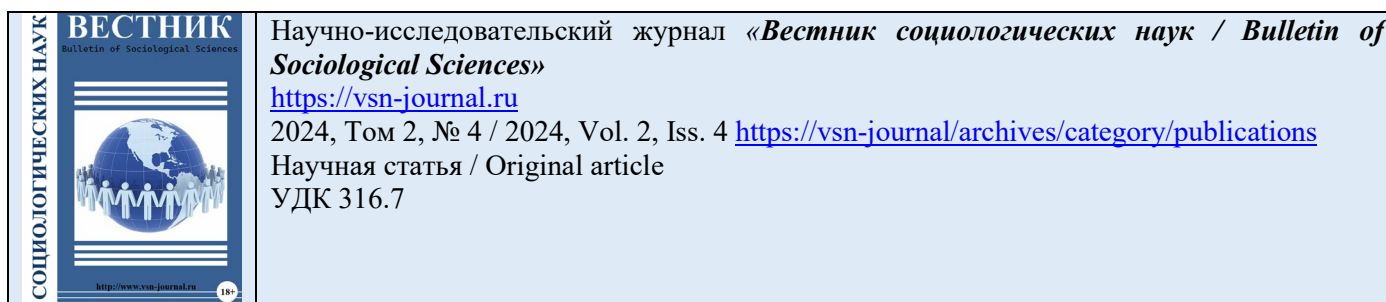 СОЦИОЛОГИЧЕСКИХ НАУК
ВЕСТНИК
Bulletin of Sociological Sciences
http://www.vsn-journal.ru
18+
Научно-исследовательский журнал «Вестник социологических наук / Bulletin of
Sociological Sciences»
https://vsn-journal.ru
2024, Том 2, № 4 / 2024, Vol. 2, Iss. 4 https://vsn-journal/archives/category/publications
Научная статья / Original article
УДК 316.7